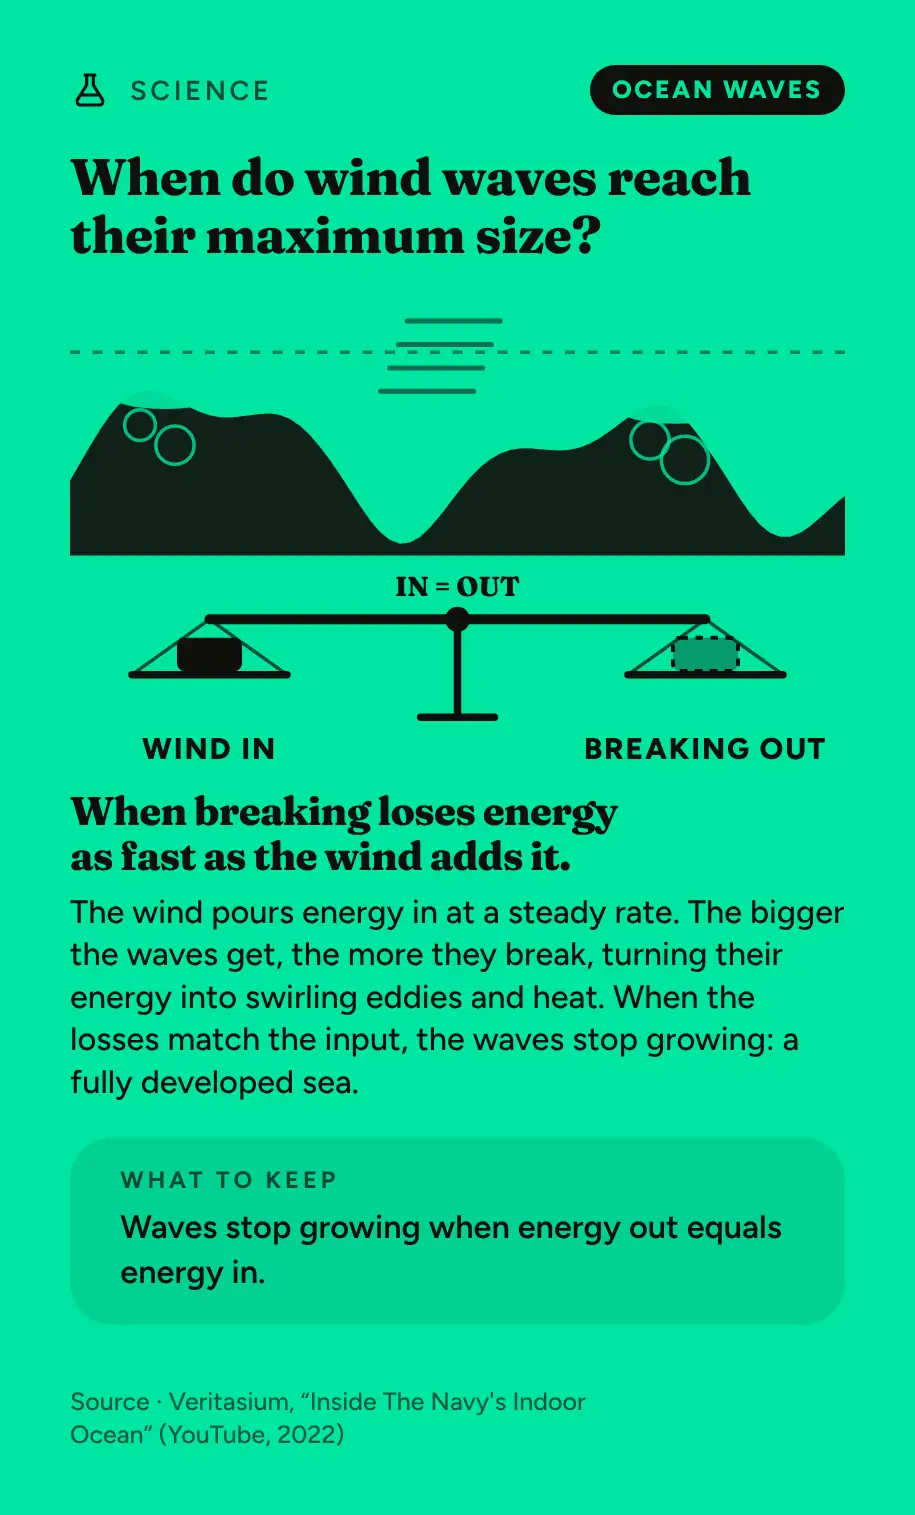 SCIENCE
OCEAN WAVES
When do wind waves reach
their maximum size?
IN = OUT
WIND IN
BREAKING OUT
When breaking loses energy
as fast as the wind adds it.
The wind pours energy in at a steady rate. The bigger
the waves get, the more they break, turning their
energy into swirling eddies and heat. When the
losses match the input, the waves stop growing: a
fully developed sea.
WHAT TO KEEP
Waves stop growing when energy out equals
energy in.
Source · Veritasium, “Inside The Navy's Indoor
Ocean” (YouTube, 2022)